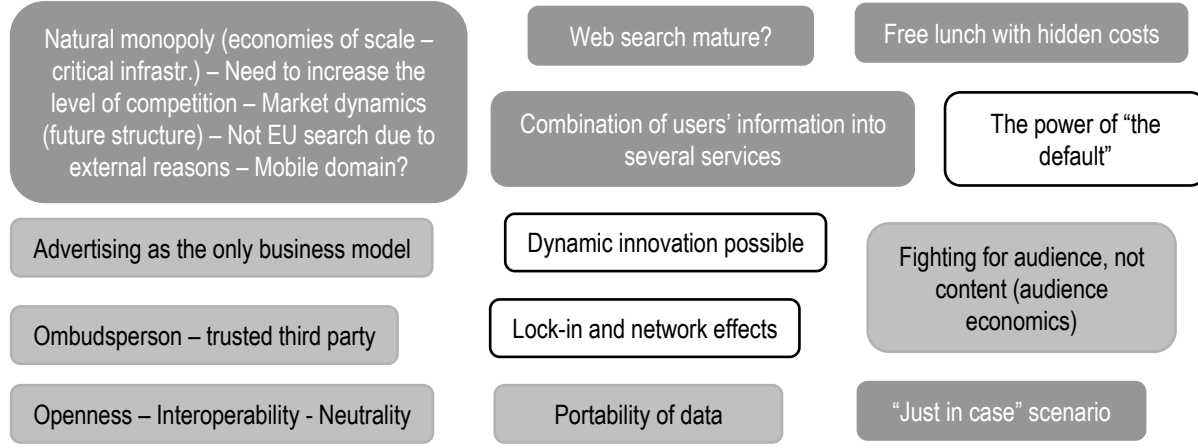 Natural monopoly (economies of scale –
critical infrastr.) – Need to increase the
level of competition – Market dynamics
(future structure) – Not EU search due to
external reasons – Mobile domain?
Web search mature?
Free lunch with hidden costs
Combination of users’ information into
several services
The power of “the
default”
Advertising as the only business model
Dynamic innovation possible
Fighting for audience, not
content (audience
economics)
Ombudsperson – trusted third party
Lock-in and network effects
Openness – Interoperability - Neutrality
Portability of data
“Just in case” scenario